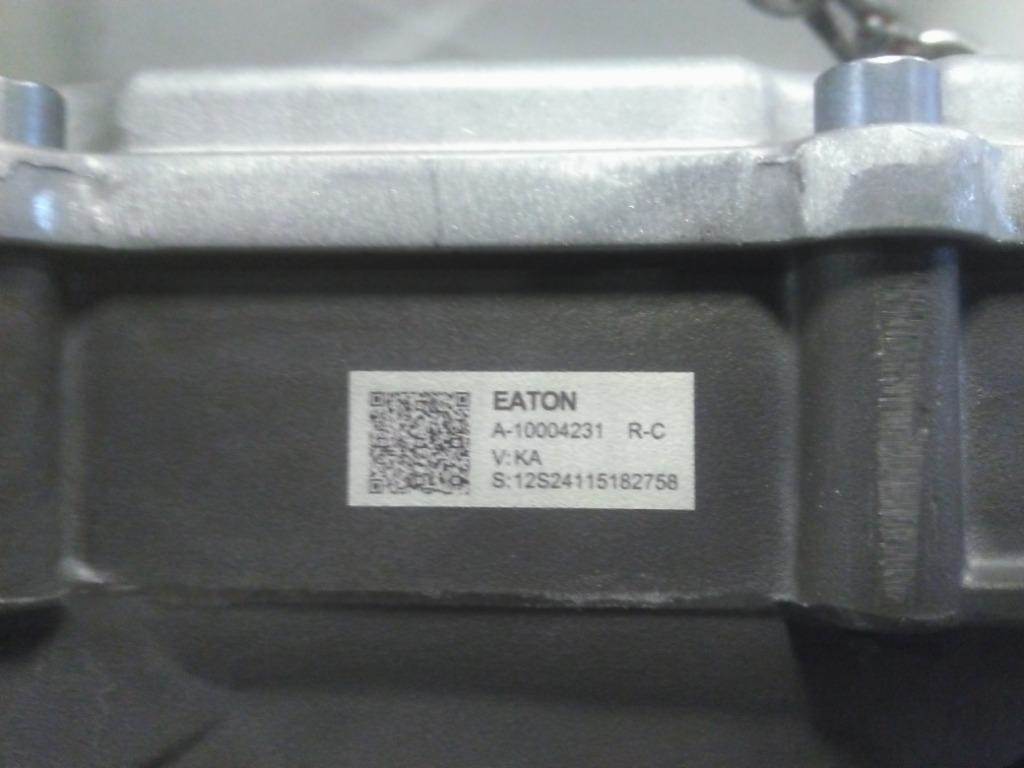 EATON
A-10004231 R-C
V: KA
S:12S24115182758